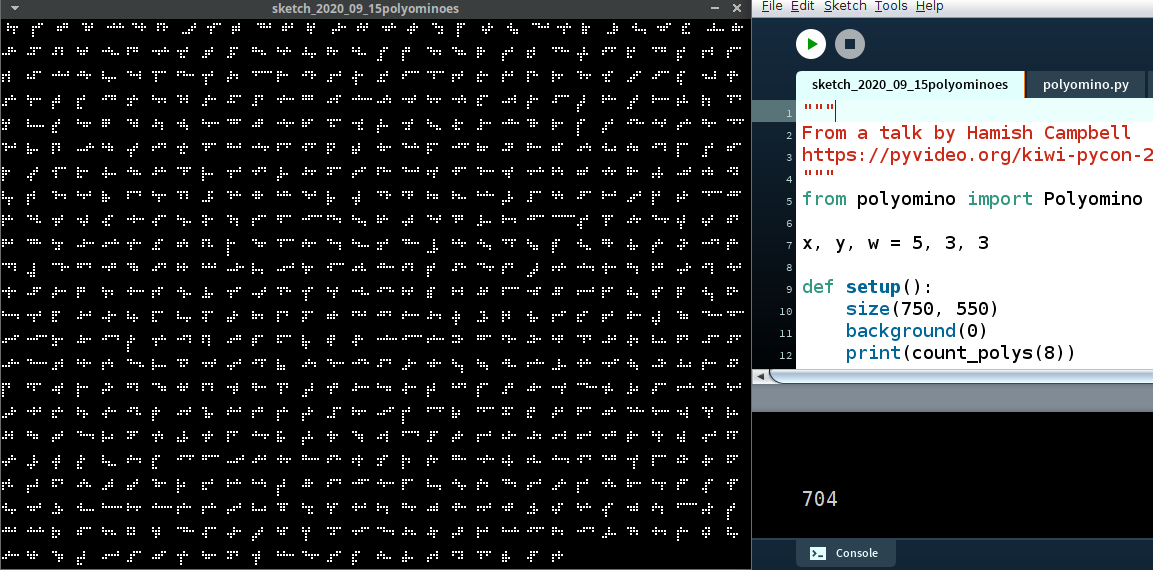 sketch_2020_09_15polyominoes
File Edit Sketch Tools Help
sketch_2020_09_15polyominoes
polyomino.py
1 """
2 From a talk by Hamish Campbell
3 https://pyvideo.org/kiwi-pycon-2
4 """
5 from polyomino import Polyomino
6
7 x, y, w = 5, 3, 3
8
9 def setup():
10 size(750, 550)
11 background(0)
12 print(count_polys(8))
704
Console